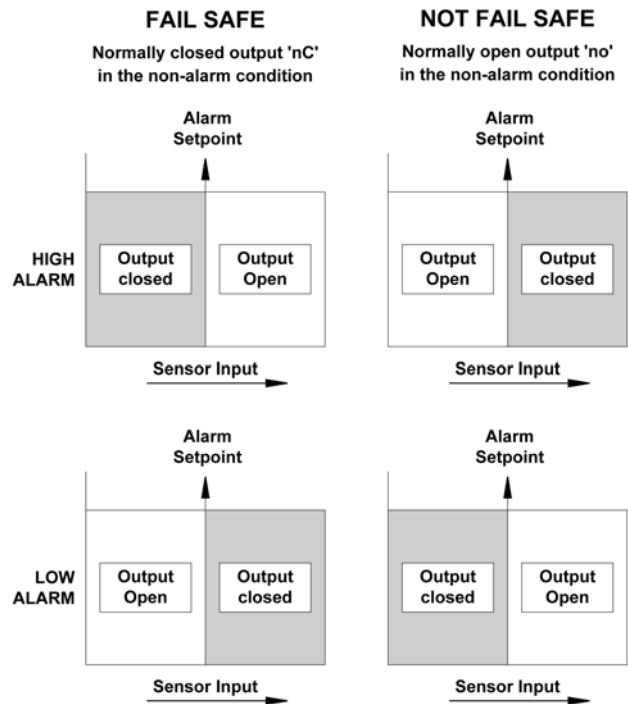 FAIL SAFE
Normally closed output 'nC'
in the non-alarm condition
NOT FAIL SAFE
Normally open output 'no'
in the non-alarm condition
Alarm
Setpoint
Alarm
Setpoint
HIGH
ALARM
Output
closed
Output
Open
Output
Open
Output
closed
Sensor Input
Sensor Input
Alarm
Setpoint
Alarm
Setpoint
LOW
ALARM
Output
Open
Output
closed
Output
closed
Output
Open
Sensor Input
Sensor Input